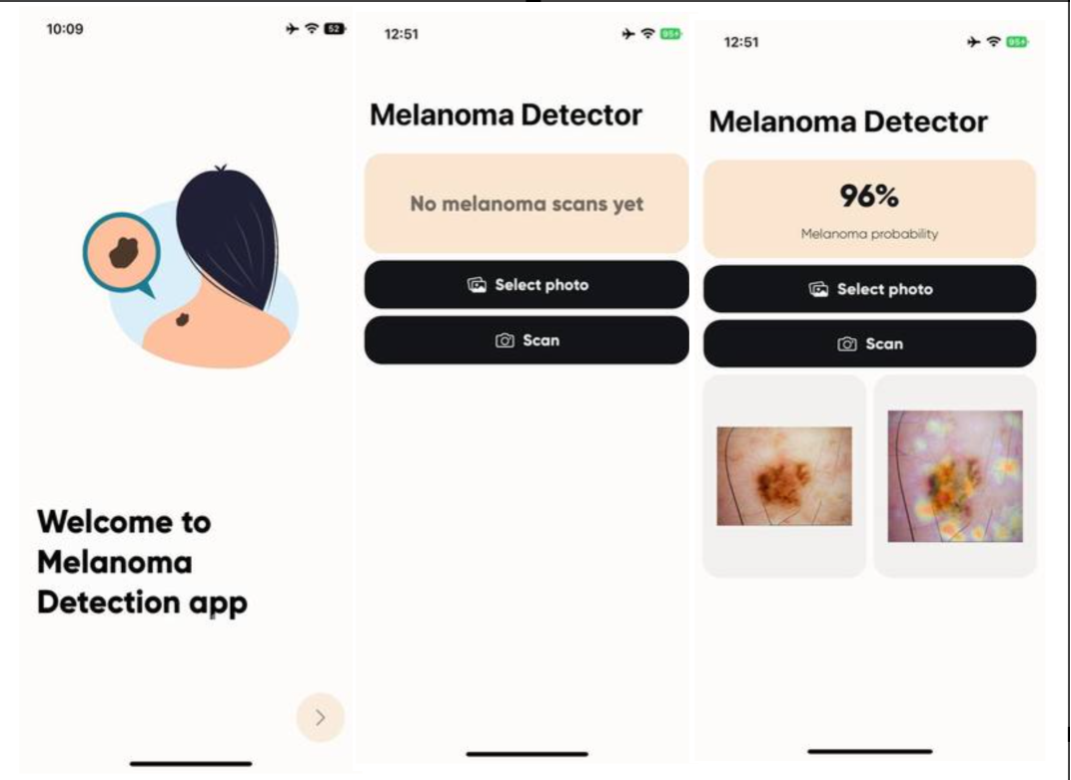 10:09
52
Welcome to
Melanoma
Detection app
12:51
95+
Melanoma Detector
No melanoma scans yet
Select photo
Scan
12:51
95+
Melanoma Detector
96%
Melanoma probability
Select photo
Scan